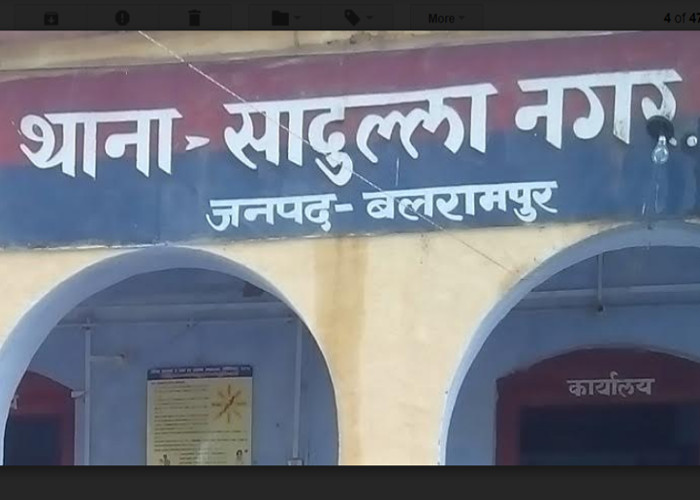 More
4 of 47
थाना - सादुल्ला नगर
जनपद - बलरामपुर
कार्यालय